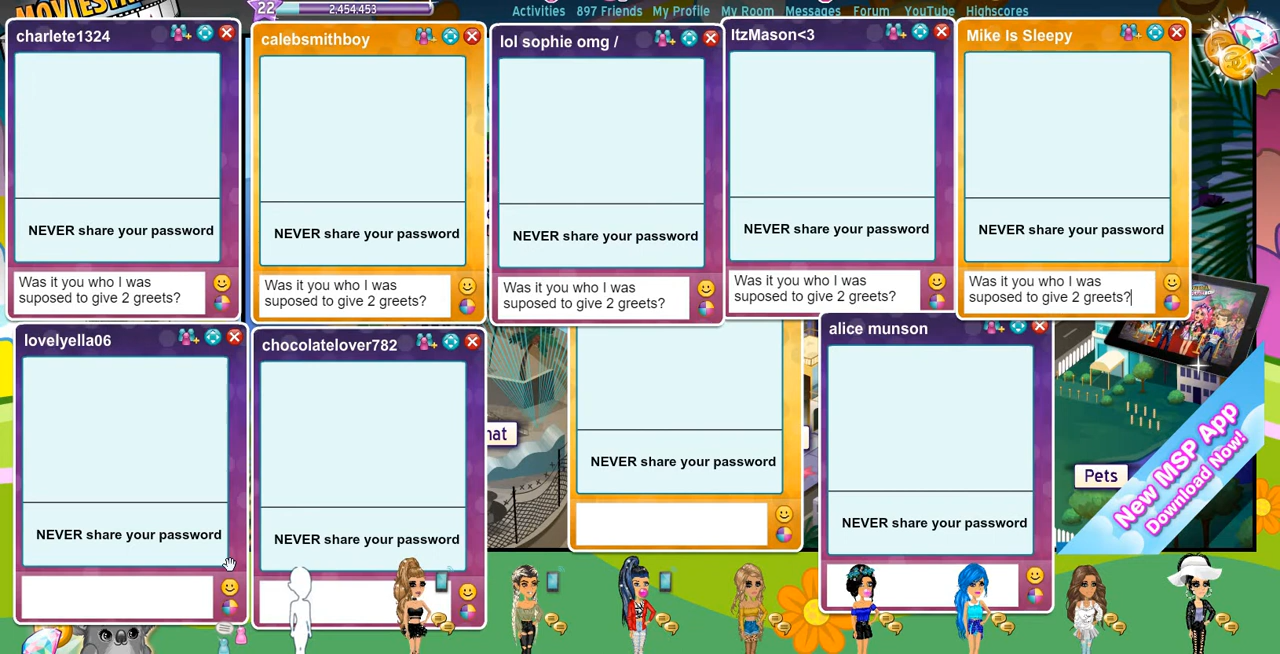 MOVIEST
22
2,454,453
Activities 897 Friends My Profile My Room Messages Forum YouTube Highscores
charlete1324
NEVER share your password
Was it you who I was
suposed to give 2 greets?
calebsmithboy
NEVER share your password
Was it you who I was
suposed to give 2 greets?
lol sophie omg /
NEVER share your password
Was it you who I was
suposed to give 2 greets?
ItzMason<3
NEVER share your password
Was it you who I was
suposed to give 2 greets?
Mike Is Sleepy
NEVER share your password
Was it you who I was
suposed to give 2 greets?
lovelyella06
NEVER share your password
chocolatelover782
NEVER share your password
hat
NEVER share your password
alice munson
NEVER share your password
Pets
New MSP App
Download Now!